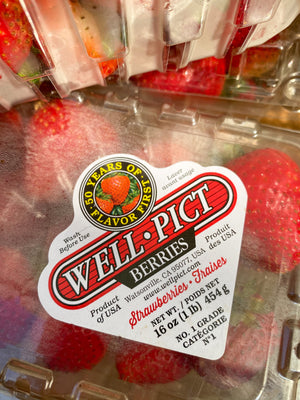 50 YEARS OF
FLAVOR FIRST
Wash
Before Use
Laver
avant usage
WELL • PICT
BERRIES
Product
of USA
Watsonville, CA 95077, USA
www.wellpict.com
Produit
des USA
Strawberries • Fraises
NET WT. / POIDS NET
16 oz (1 lb) 454 g
NO. 1 GRADE
CATÉGORIE
N°1